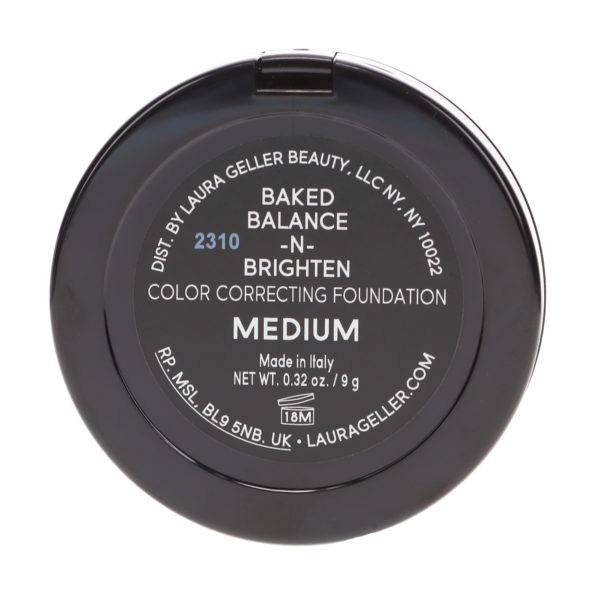 DIST. BY LAURA GELLER BEAUTY, LLC NY, NY 10022
2310
BAKED
BALANCE
-N-
BRIGHTEN
COLOR CORRECTING FOUNDATION
MEDIUM
Made in Italy
NET WT. 0.32 oz. / 9 g
18M
RP. MSL, BL9 5NB. UK • LAURAGELLER.COM